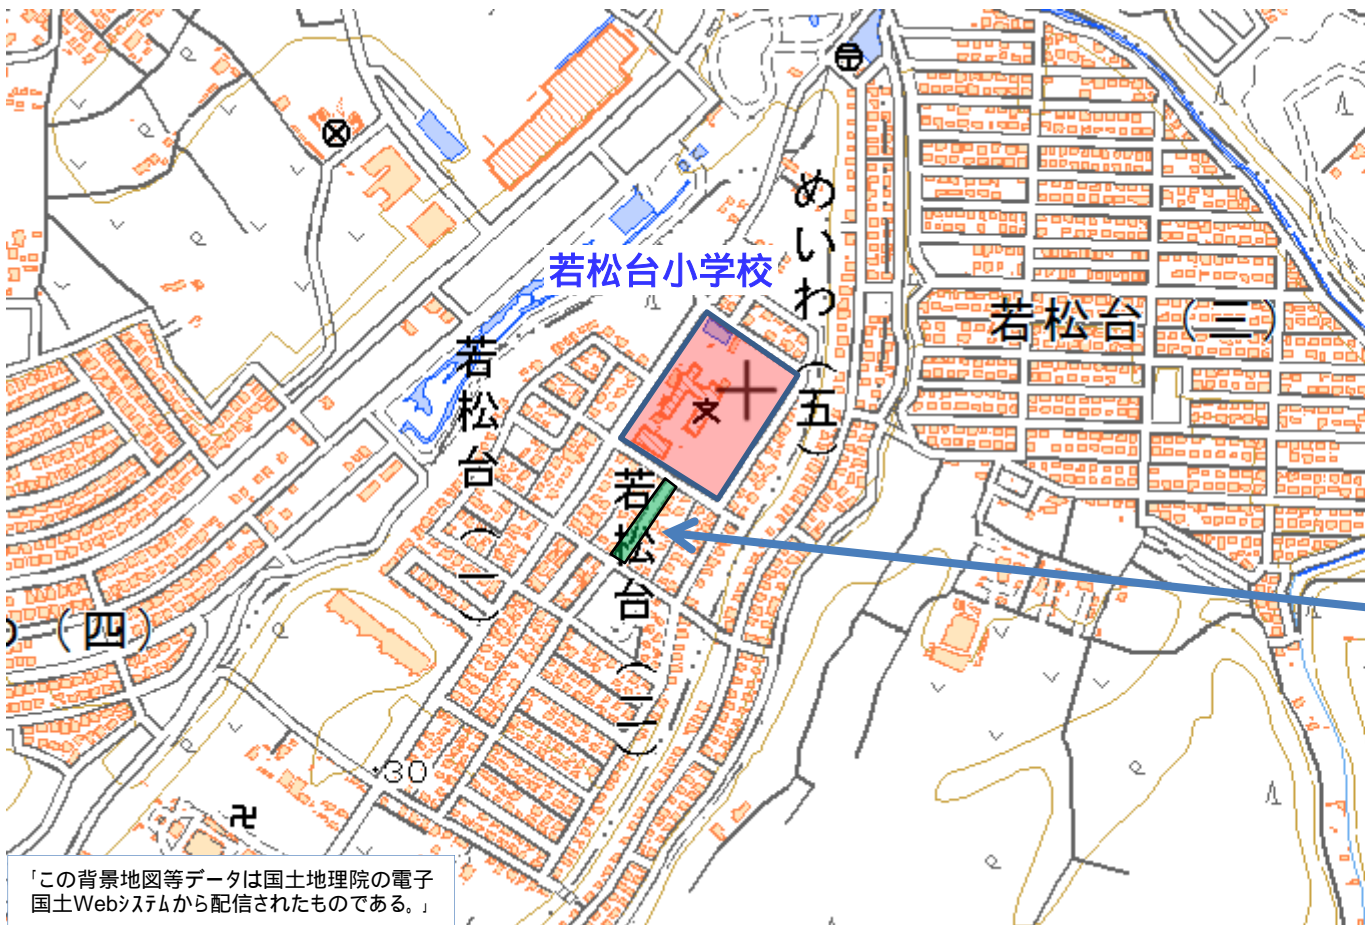 若松台小学校
めいわ（五）
若松台（三）
若松台（一）
若松台（二）
（四）
30
「この背景地図等データは国土地理院の電子
国土Webシステムから配信されたものである。」